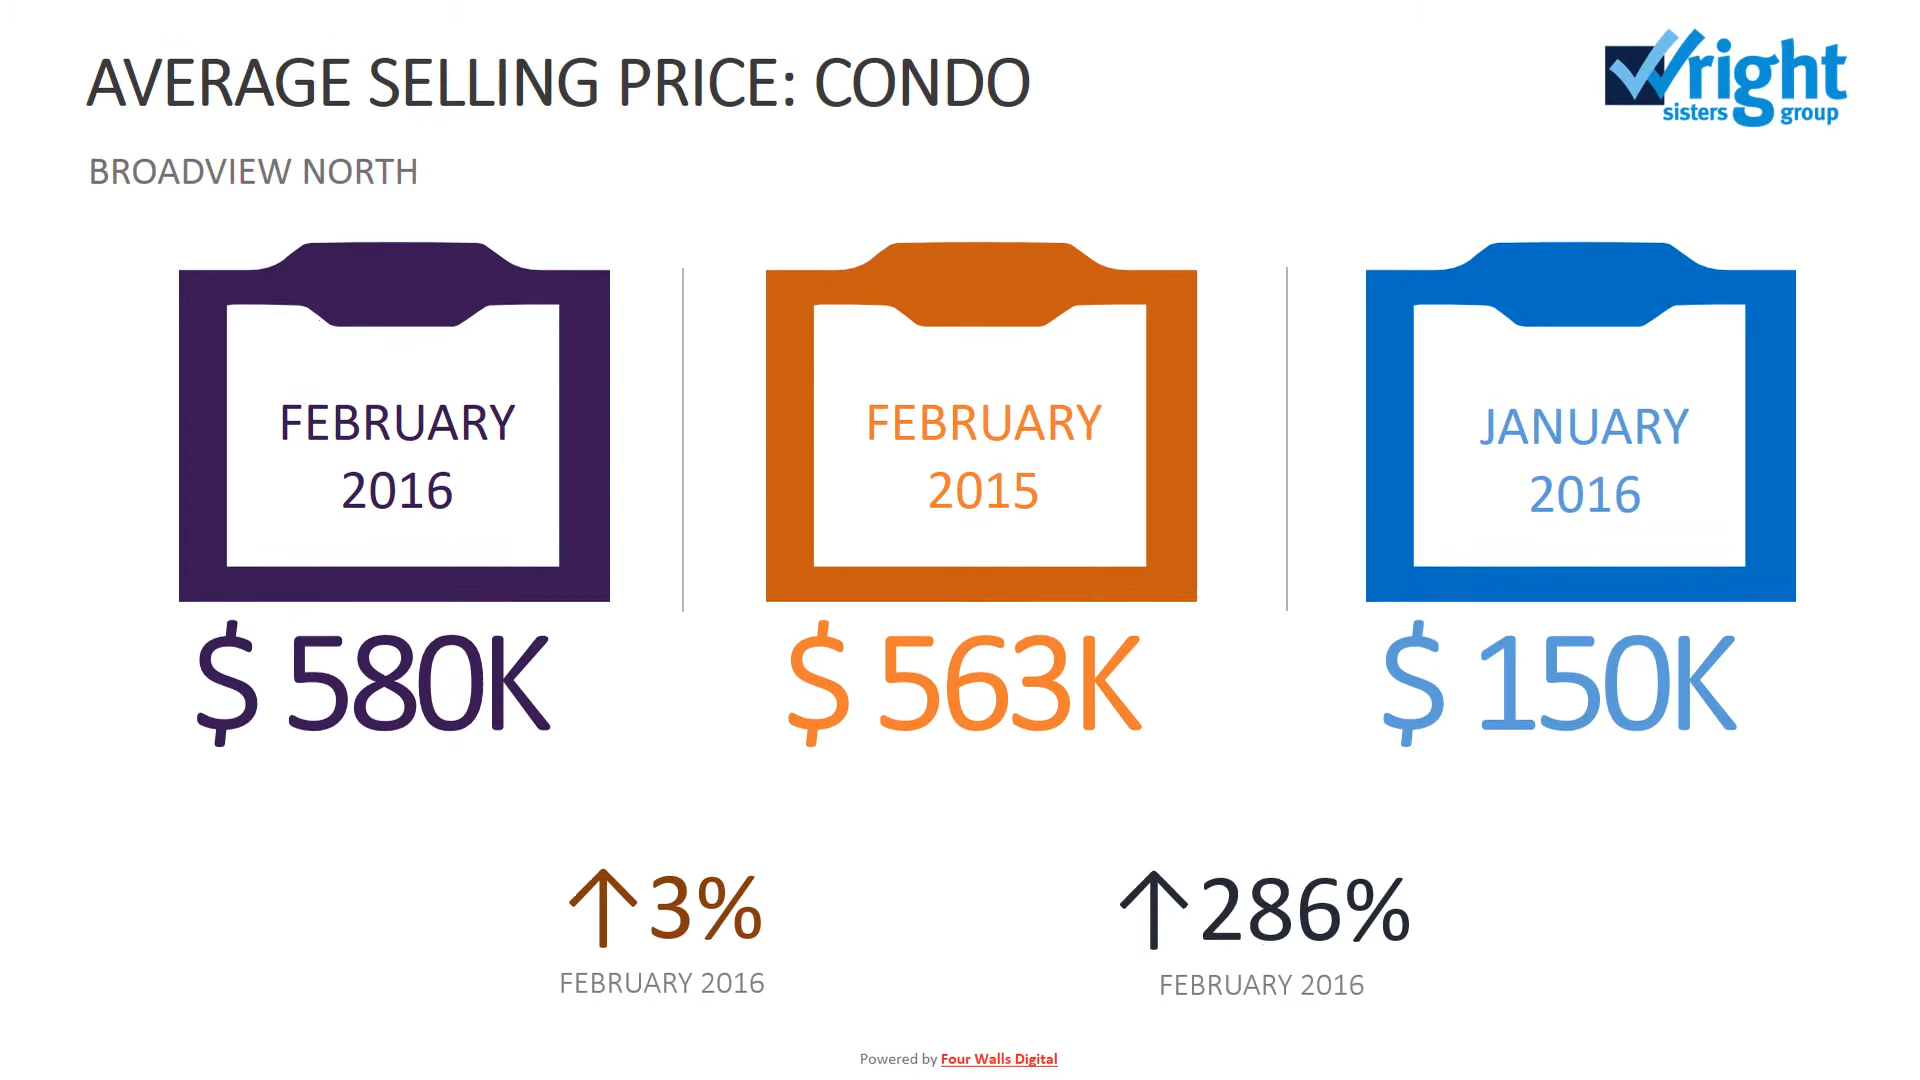 AVERAGE SELLING PRICE: CONDO
Wright
sisters group
BROADVIEW NORTH
FEBRUARY
2016
$ 580K
FEBRUARY
2015
$ 563K
JANUARY
2016
$ 150K
↑3%
FEBRUARY 2016
↑286%
FEBRUARY 2016
Powered by Four Walls Digital